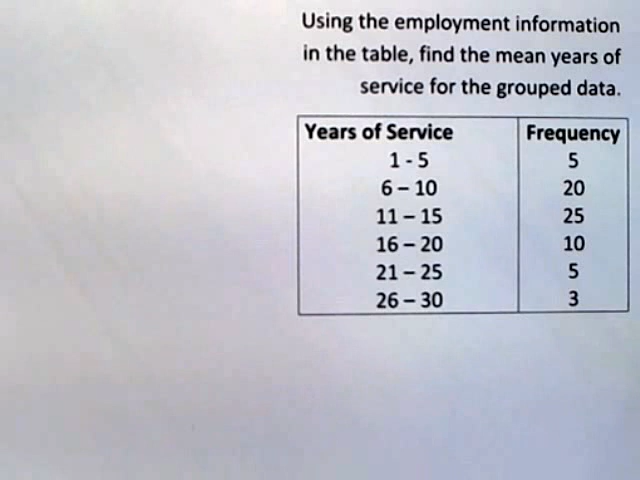 Using the employment information
in the table, find the mean years of
service for the grouped data.
Years of Service Frequency
1 - 5 5
6 – 10 20
11 – 15 25
16 – 20 10
21 – 25 5
26 – 30 3